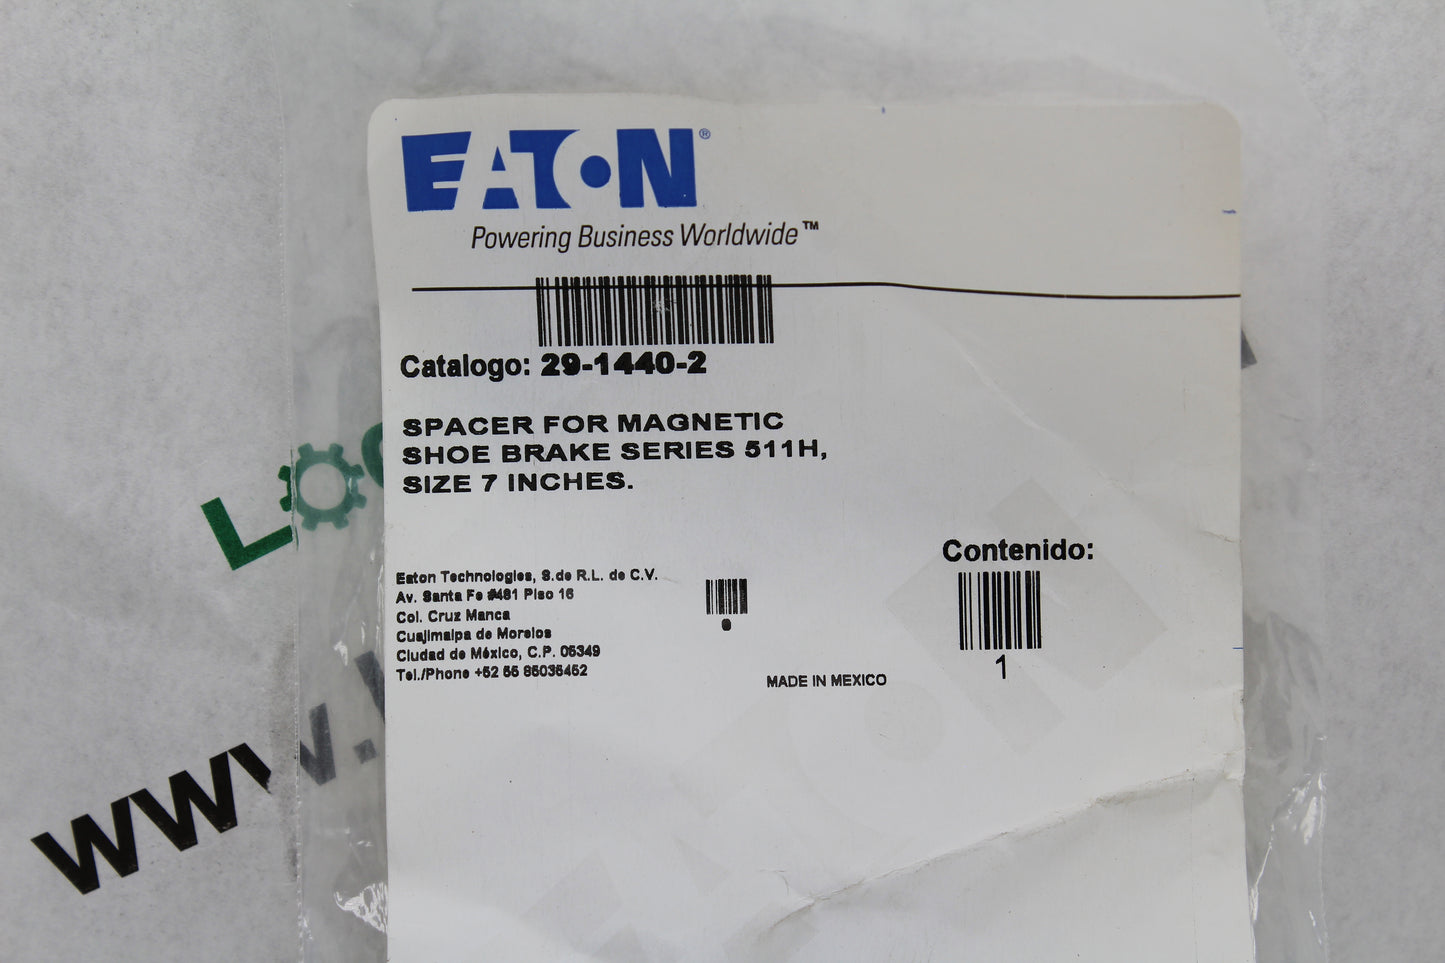 EATON®
Powering Business Worldwide™
Catalogo: 29-1440-2
SPACER FOR MAGNETIC
SHOE BRAKE SERIES 511H,
SIZE 7 INCHES.
Contenido:
1
Eaton Technologies, S.de R.L. de C.V.
Av. Santa Fe #481 Piso 16
Col. Cruz Manca
Cuajimalpa de Morelos
Ciudad de México, C.P. 05349
Tel./Phone +52 55
MADE IN MEXICO
www.